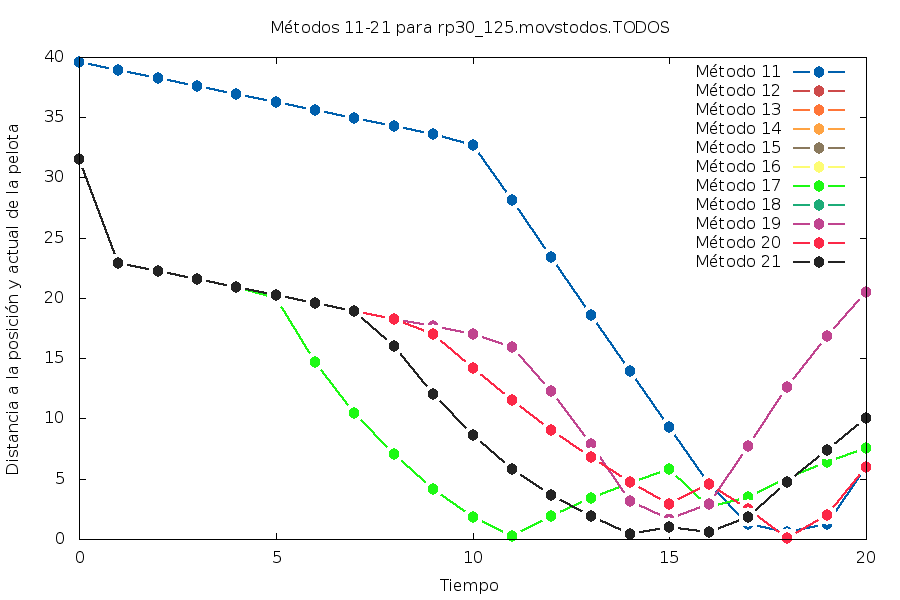 Métodos 11-21 para rp30_125.movstodos.TODOS
Distancia a la posición y actual de la pelota
40
35
30
25
20
15
10
5
0
Método 11
Método 12
Método 13
Método 14
Método 15
Método 16
Método 17
Método 18
Método 19
Método 20
Método 21
0 5 10 15 20
Tiempo